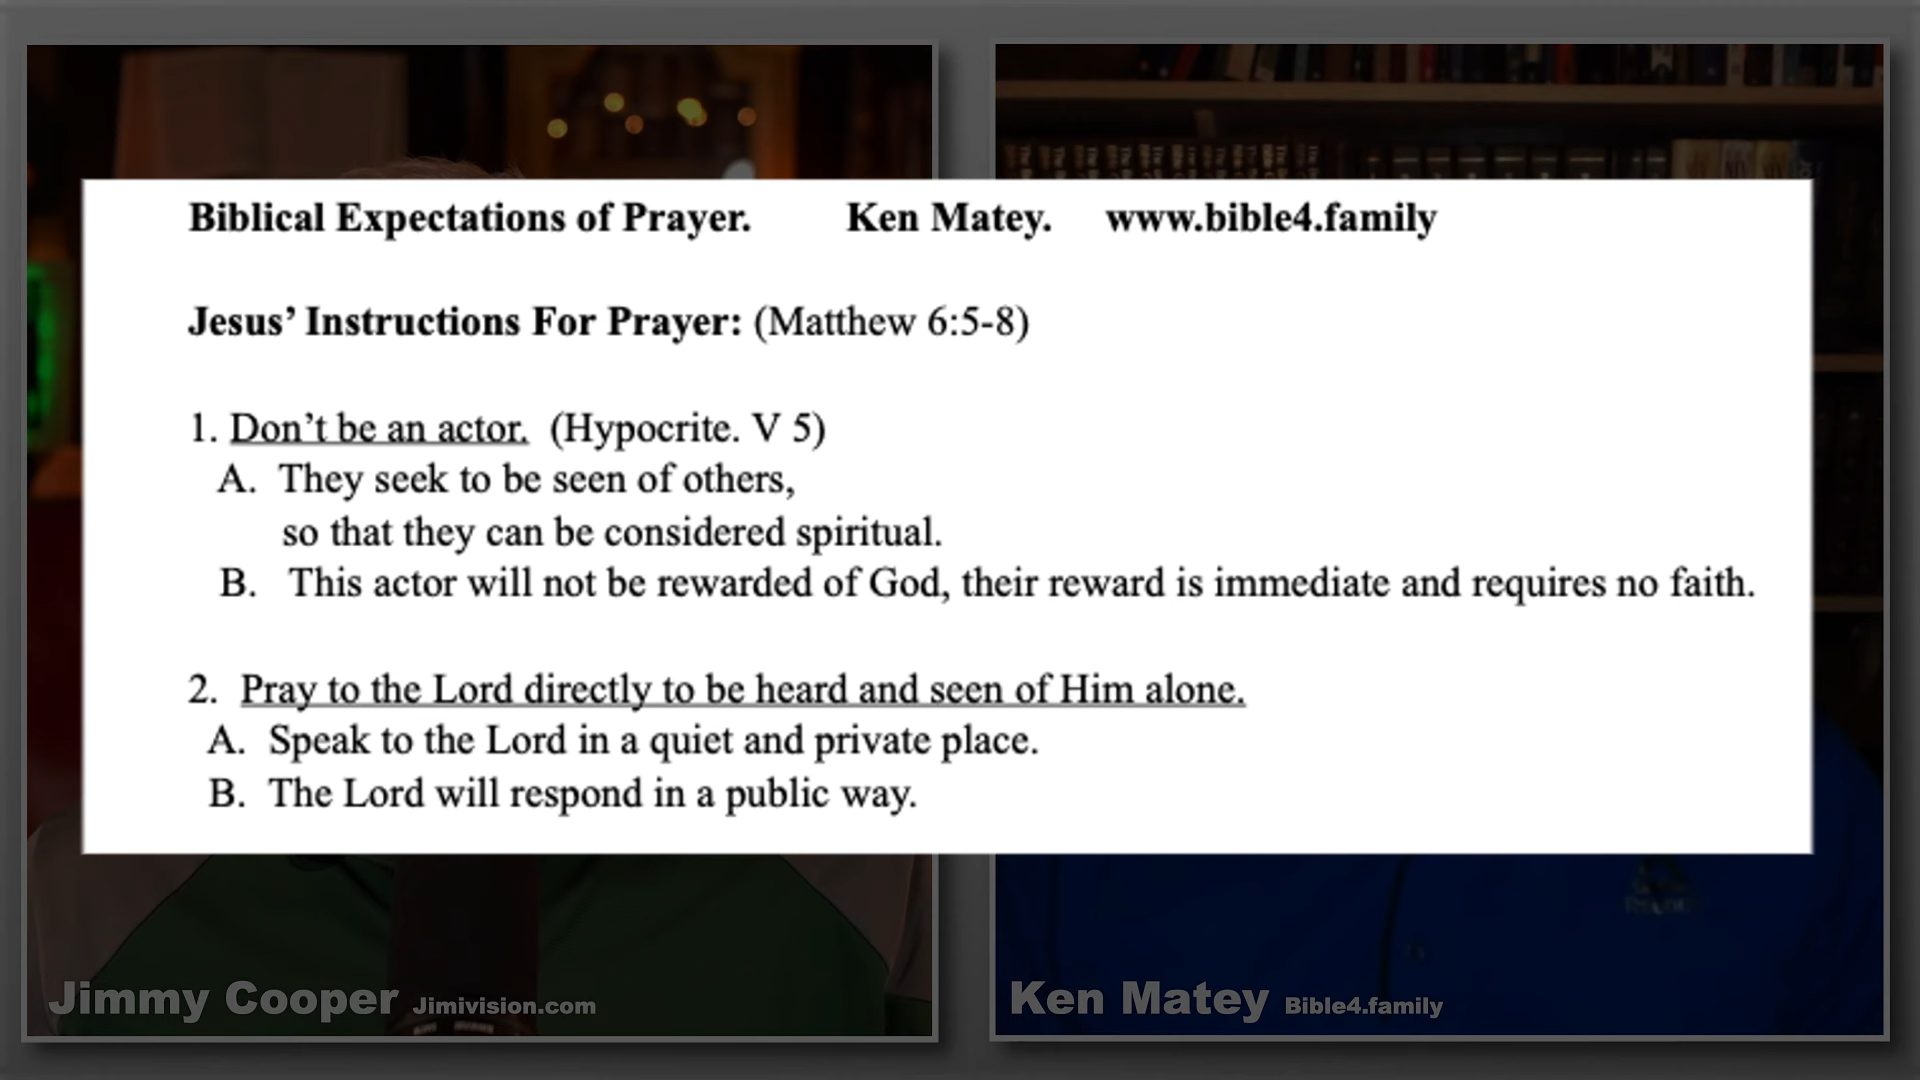 Biblical Expectations of Prayer. Ken Matey. www.bible4.family
Jesus’ Instructions For Prayer: (Matthew 6:5-8)
1. Don’t be an actor. (Hypocrite. V 5)
A. They seek to be seen of others,
so that they can be considered spiritual.
B. This actor will not be rewarded of God, their reward is immediate and requires no faith.
2. Pray to the Lord directly to be heard and seen of Him alone.
A. Speak to the Lord in a quiet and private place.
B. The Lord will respond in a public way.
Jimmy Cooper Jimivision.com
Ken Matey Bible4.family